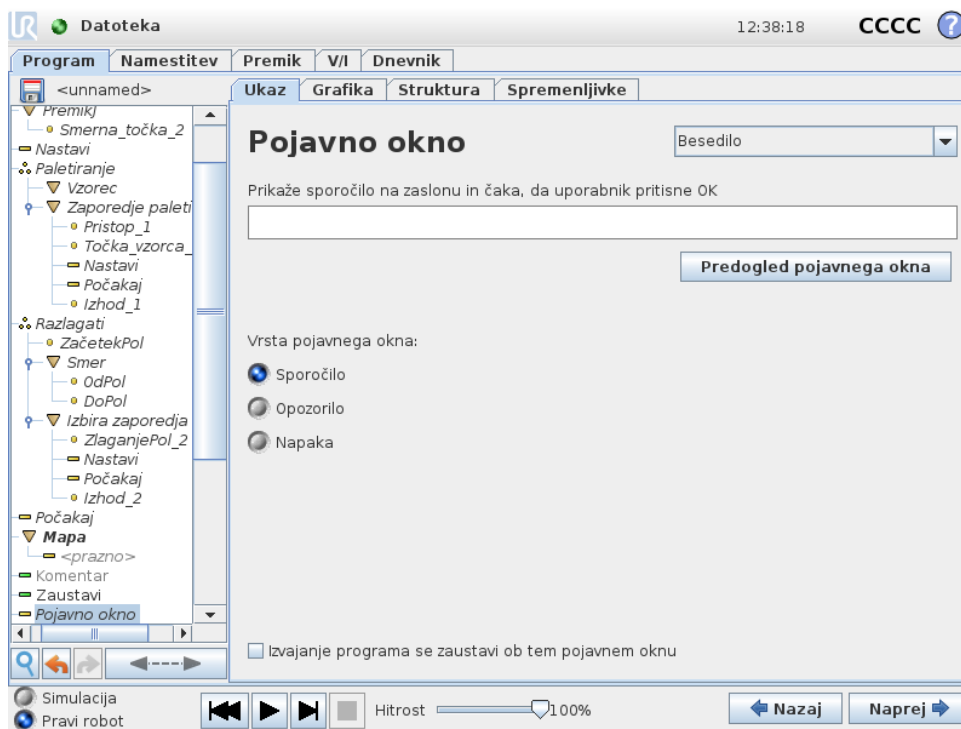 UR Datoteka 12:38:18 CCCC ?
Program Namestitev Premik V/I Dnevnik
<unnamed>
Ukaz Grafika Struktura Spremenljivke
PremikJ
Smerna_točka_2
Nastavi
Paletiranje
Vzorec
Zaporedje paleti
Pristop_1
Točka_vzorca_
Nastavi
Počakaj
Izhod_1
Razlagati
ZačetekPol
Smer
OdPol
DoPol
Izbira zaporedja
ZlaganjePol_2
Nastavi
Počakaj
Izhod_2
Počakaj
Mapa
<prazno>
Komentar
Zaustavi
Pojavno okno
Pojavno okno
Besedilo
Prikaže sporočilo na zaslonu in čaka, da uporabnik pritisne OK
Predogled pojavnega okna
Vrsta pojavnega okna:
Sporočilo
Opozorilo
Napaka
Izvajanje programa se zaustavi ob tem pojavnem oknu
Simulacija
Pravi robot
Hitrost 100%
Nazaj Naprej